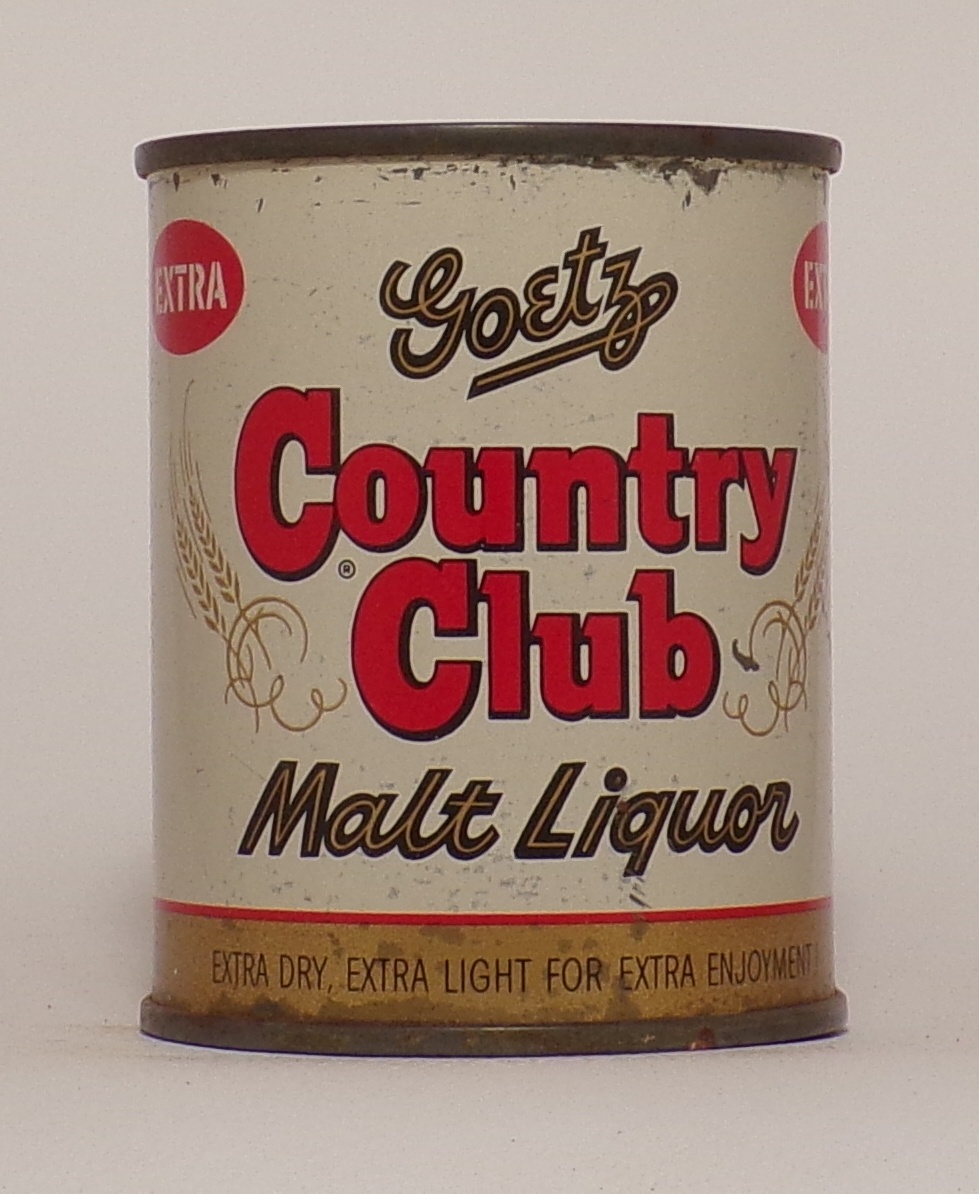 EXTRA
Goetz
Country
®
Club
Malt Liquor
EXTRA DRY, EXTRA LIGHT FOR EXTRA ENJOYMENT